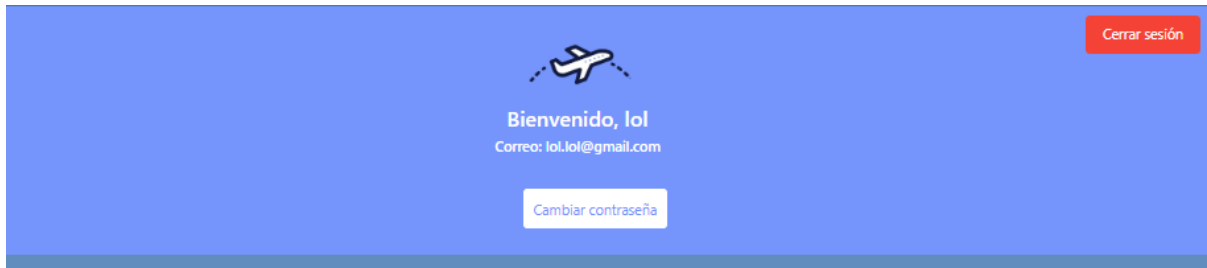 Cerrar sesión
Bienvenido, lol
Correo: lol.lol@gmail.com
Cambiar contraseña